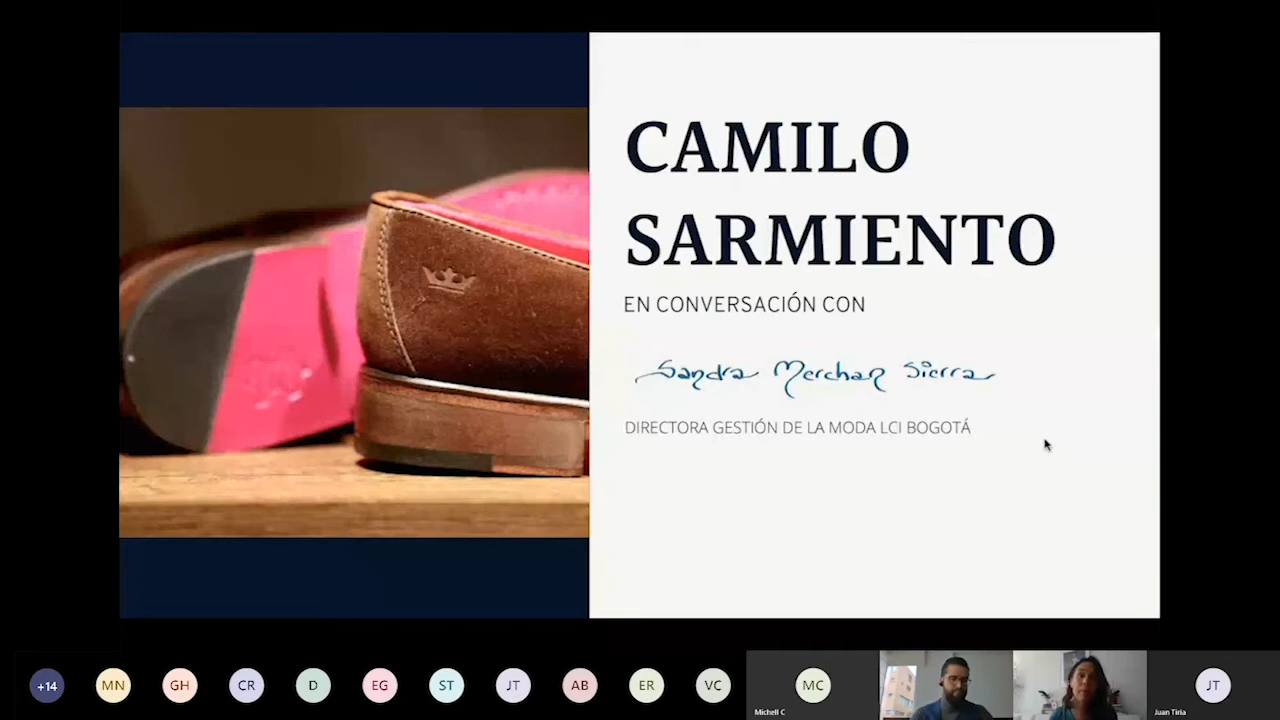 CAMILO
SARMIENTO
EN CONVERSACIÓN CON
Sandra Merchan Sierra
DIRECTORA GESTIÓN DE LA MODA LCI BOGOTÁ
+14 MN GH CR D EG ST JT AB ER VC MC JT
Michell C
Juan Tiria